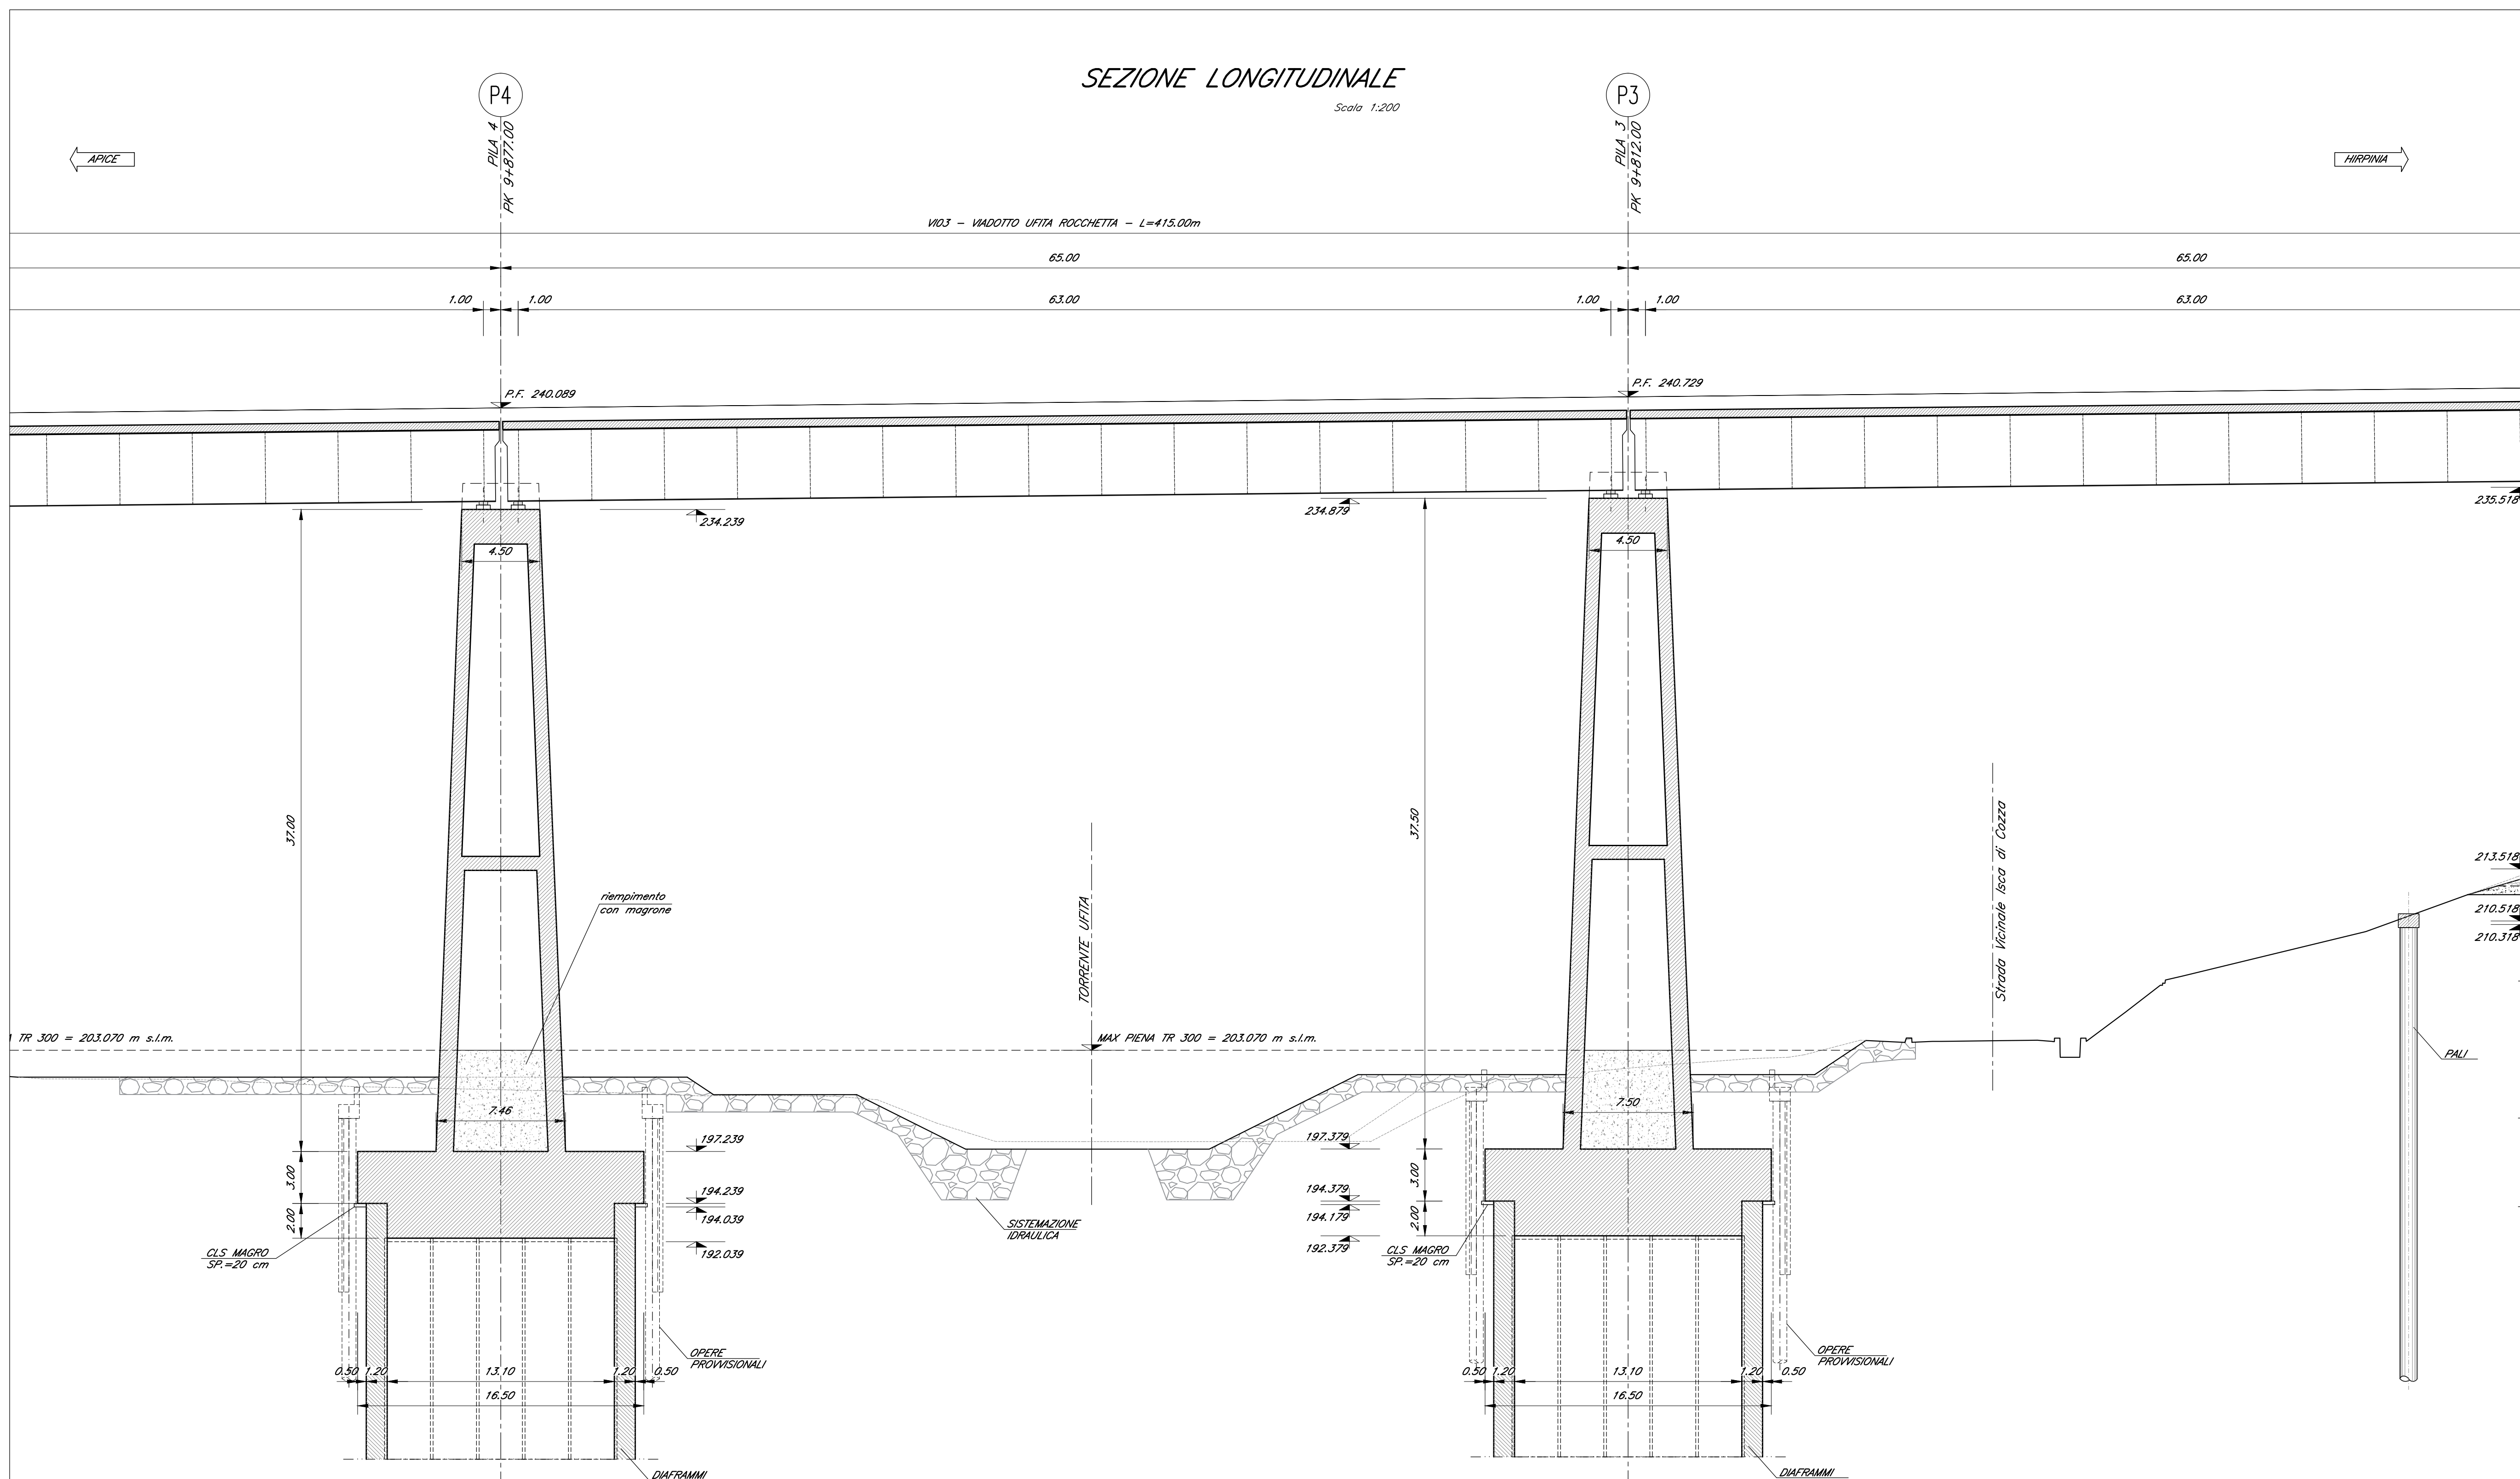 SEZIONE LONGITUDINALE
Scala 1:200
P4
PILA 4
PK 9+877.00
P3
PILA 3
PK 9+812.00
APICE
HIRPINIA
VI03 - VIADOTTO UFITA ROCCHETTA - L=415.00m
65.00
65.00
1.00
1.00
63.00
1.00
1.00
63.00
P.F. 240.089
P.F. 240.729
234.239
234.879
235.518
4.50
4.50
37.00
37.50
riempimento
con magrone
TORRENTE UFITA
Strada Vicinale Isca di Cozzo
213.518
210.518
210.318
TR 300 = 203.070 m s.l.m.
MAX PIENA TR 300 = 203.070 m s.l.m.
PALI
7.46
7.50
197.239
197.379
3.00
3.00
194.239
194.379
194.039
194.179
2.00
2.00
192.039
192.379
SISTEMAZIONE
IDRAULICA
CLS MAGRO
SP.=20 cm
CLS MAGRO
SP.=20 cm
OPERE
PROVVISIONALI
OPERE
PROVVISIONALI
0.50
1.20
13.10
1.20
0.50
16.50
0.50
1.20
13.10
1.20
0.50
16.50
DIAFRAMMI
DIAFRAMMI